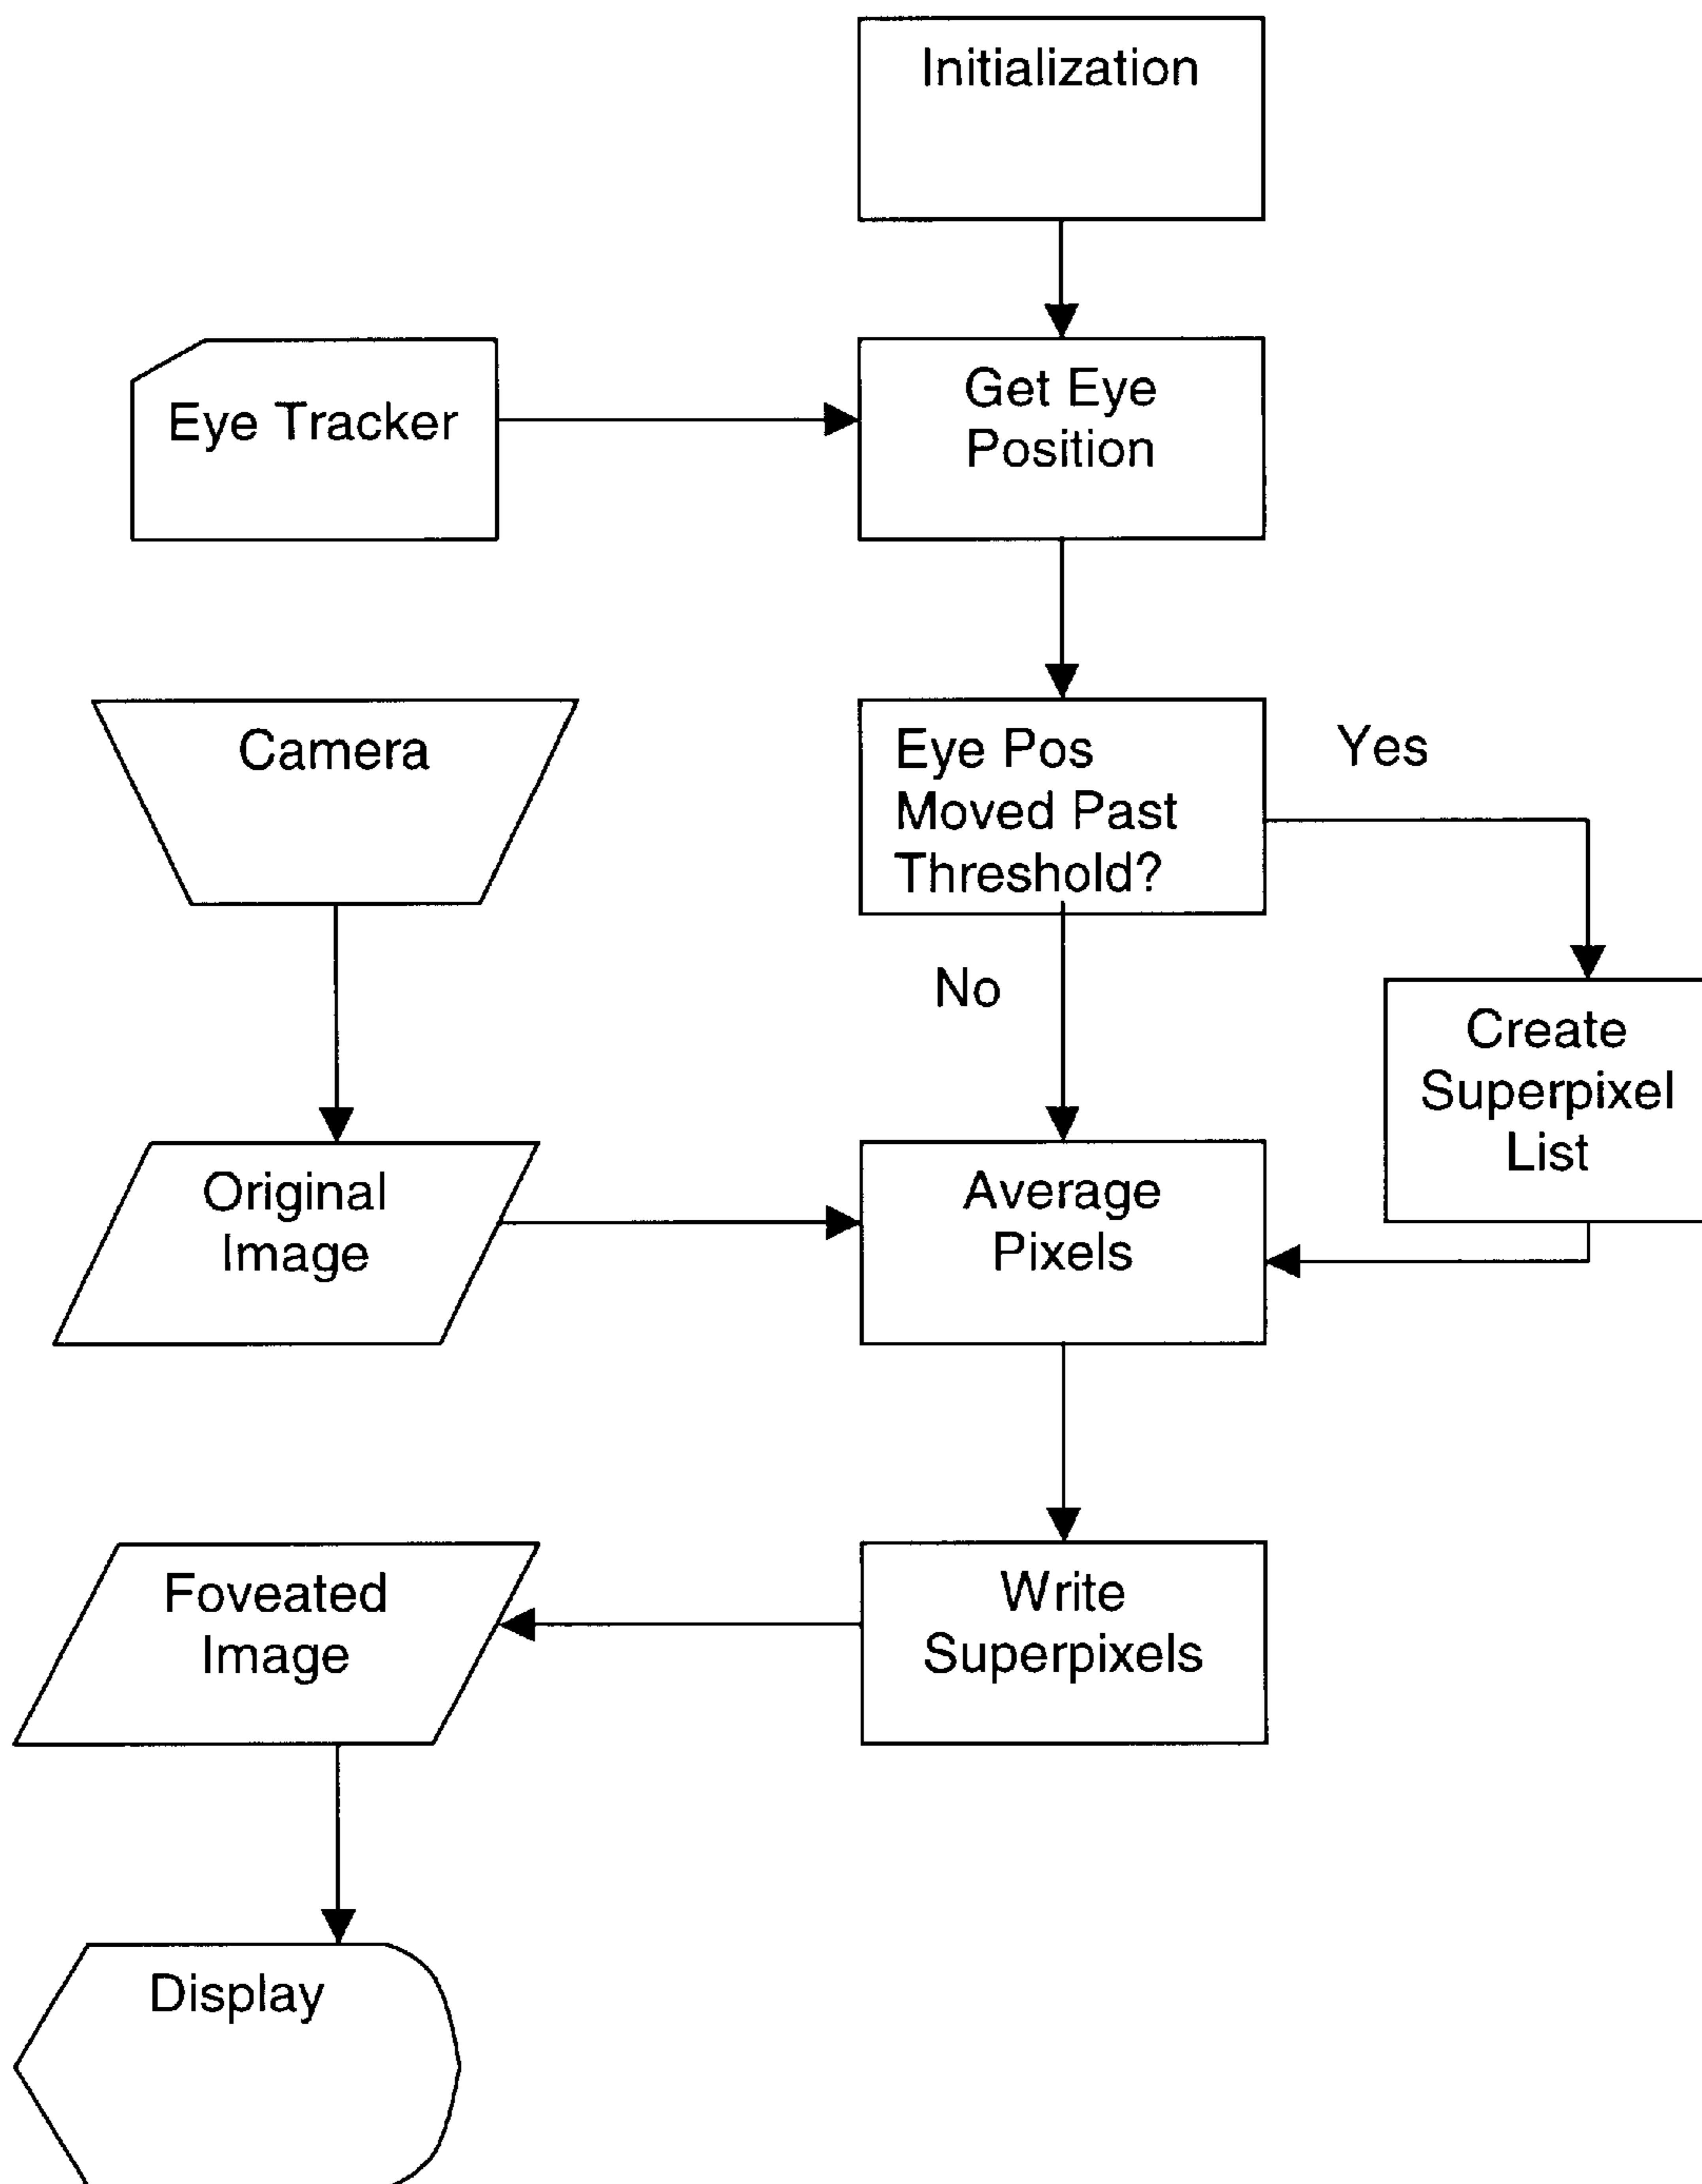 Initialization
Eye Tracker
Get Eye
Position
Camera
Eye Pos
Moved Past
Threshold?
Yes
No
Create
Superpixel
List
Original
Image
Average
Pixels
Foveated
Image
Write
Superpixels
Display